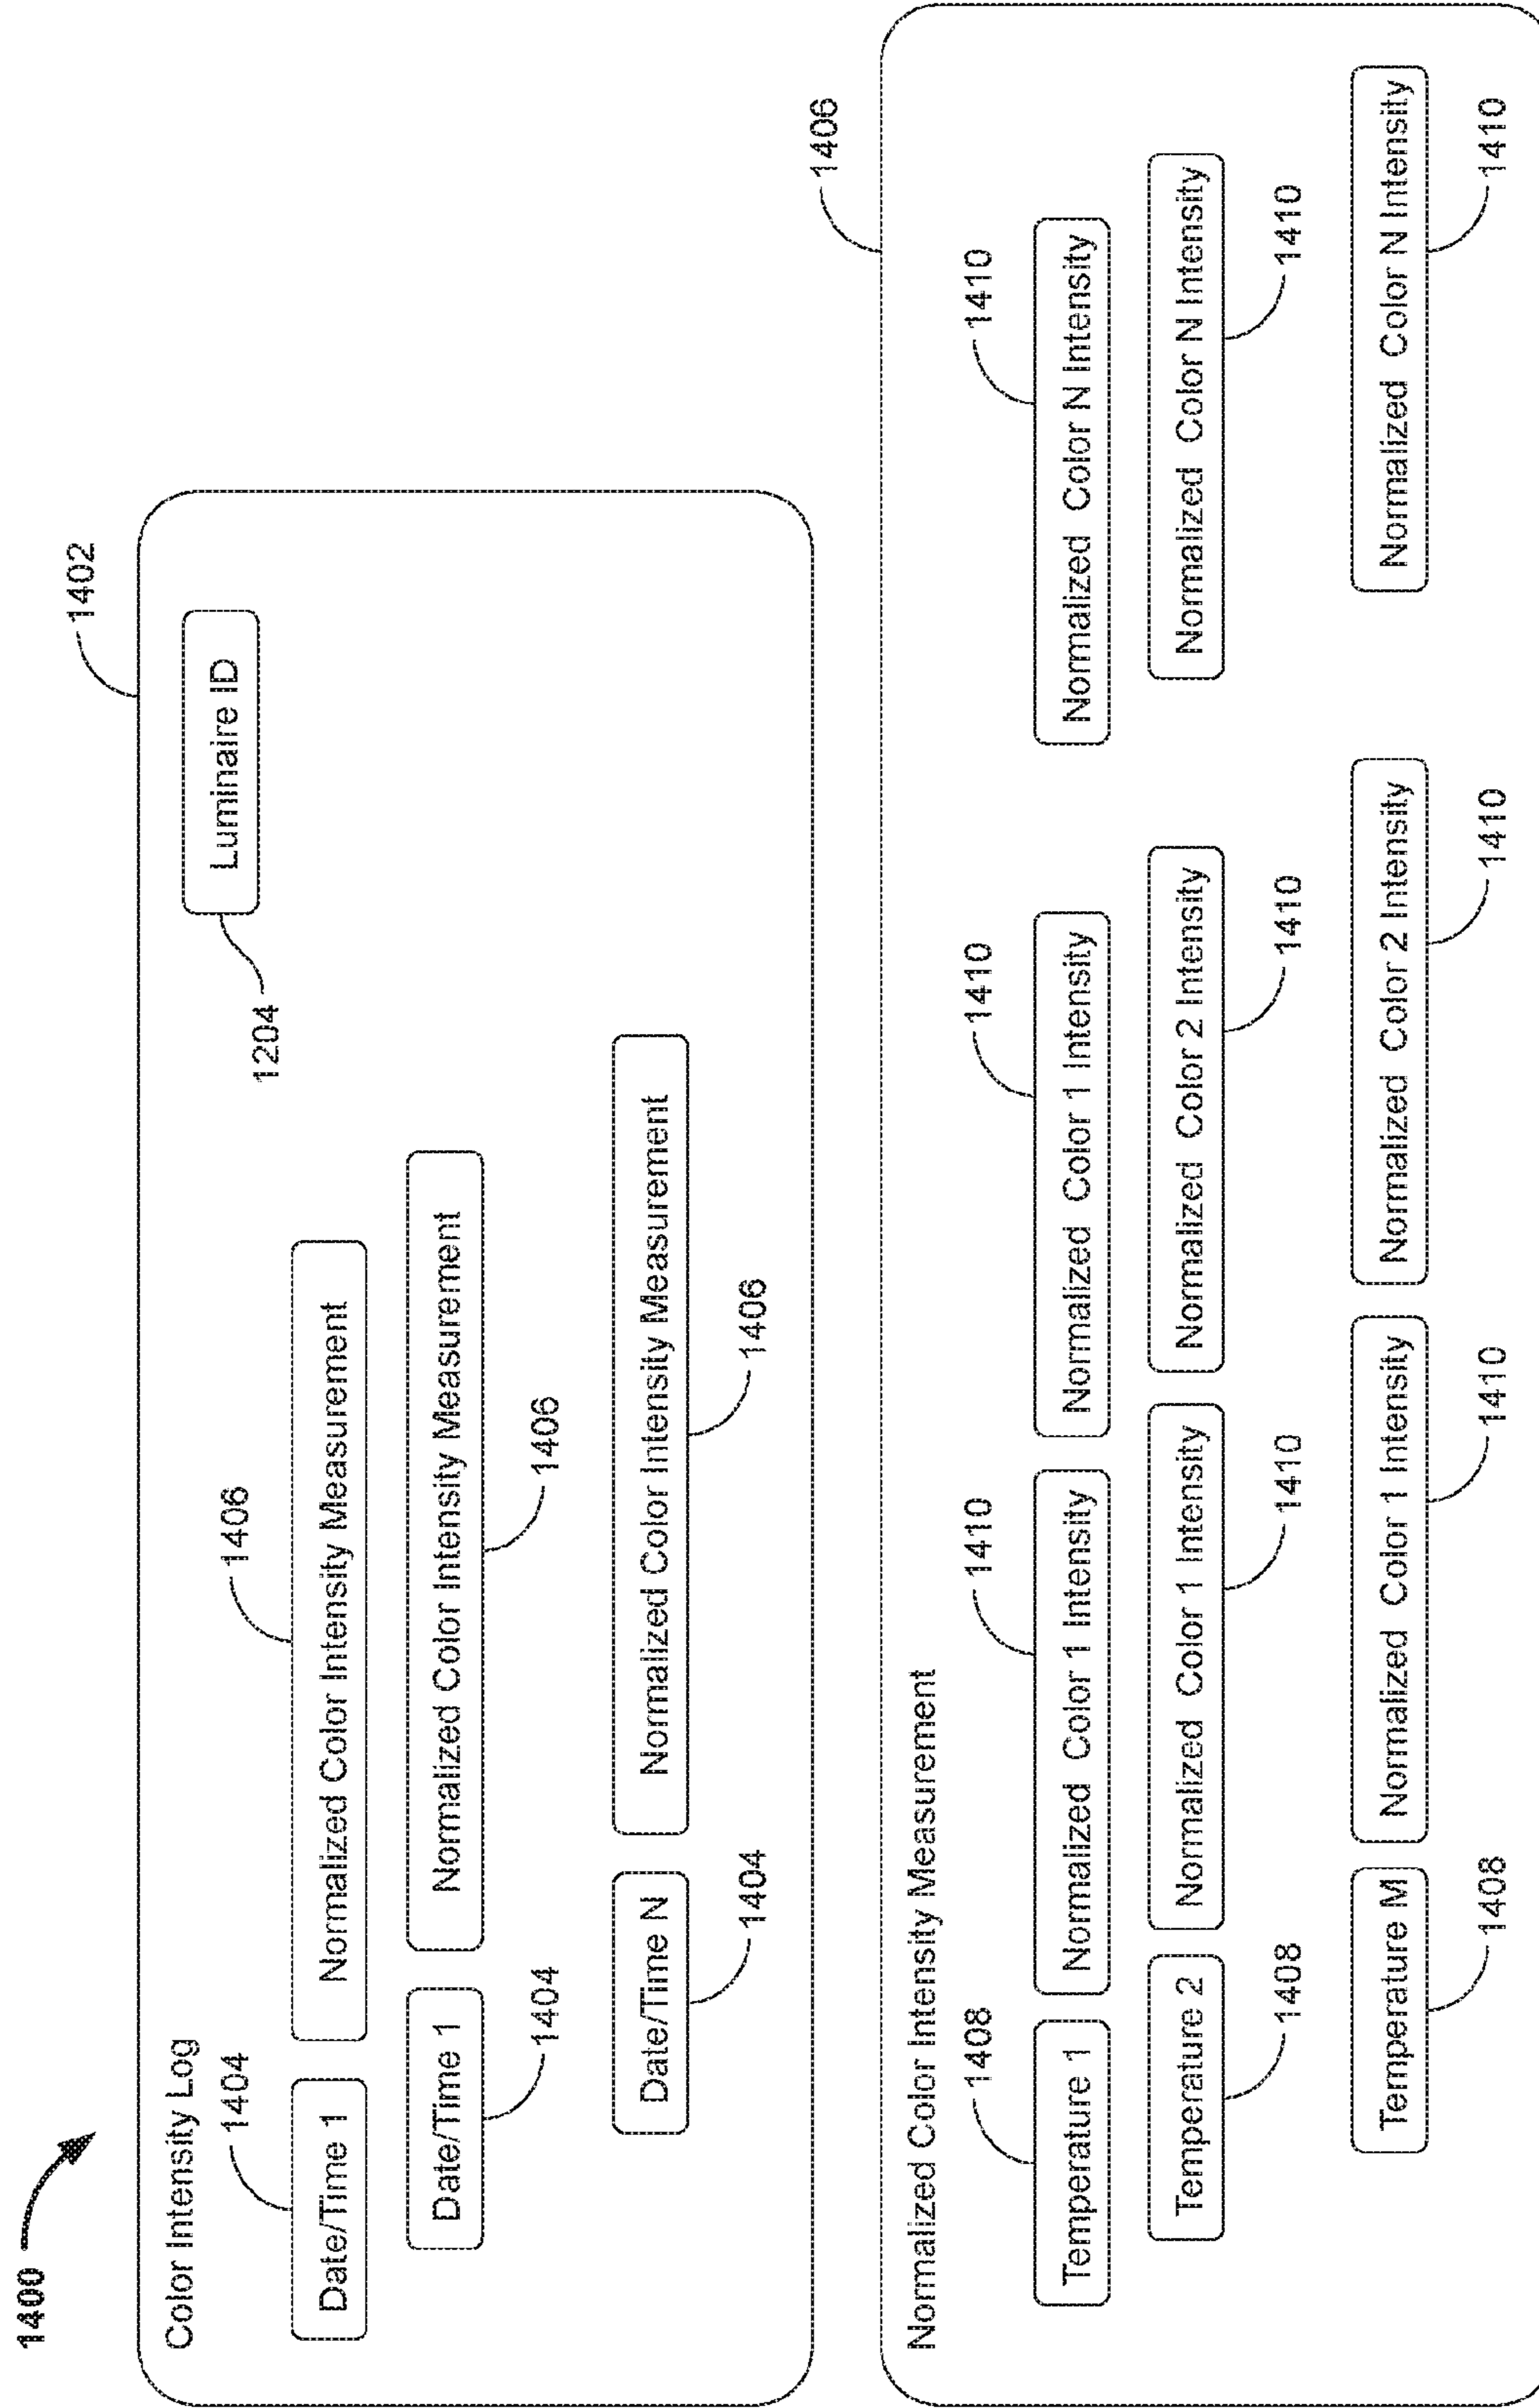 1400
1402
Color Intensity Log
Luminaire ID
1204
1404
1406
Date/Time 1
Normalized Color Intensity Measurement
Date/Time 1
Normalized Color Intensity Measurement
1404
1406
Date/Time N
Normalized Color Intensity Measurement
1404
1406
1406
Normalized Color Intensity Measurement
1408
1410
1410
1410
Temperature 1
Normalized Color 1 Intensity
Normalized Color 1 Intensity
Normalized Color N Intensity
Temperature 2
Normalized Color 1 Intensity
Normalized Color 2 Intensity
Normalized Color N Intensity
1408
1410
1410
1410
Temperature M
Normalized Color 1 Intensity
Normalized Color 2 Intensity
Normalized Color N Intensity
1408
1410
1410
1410